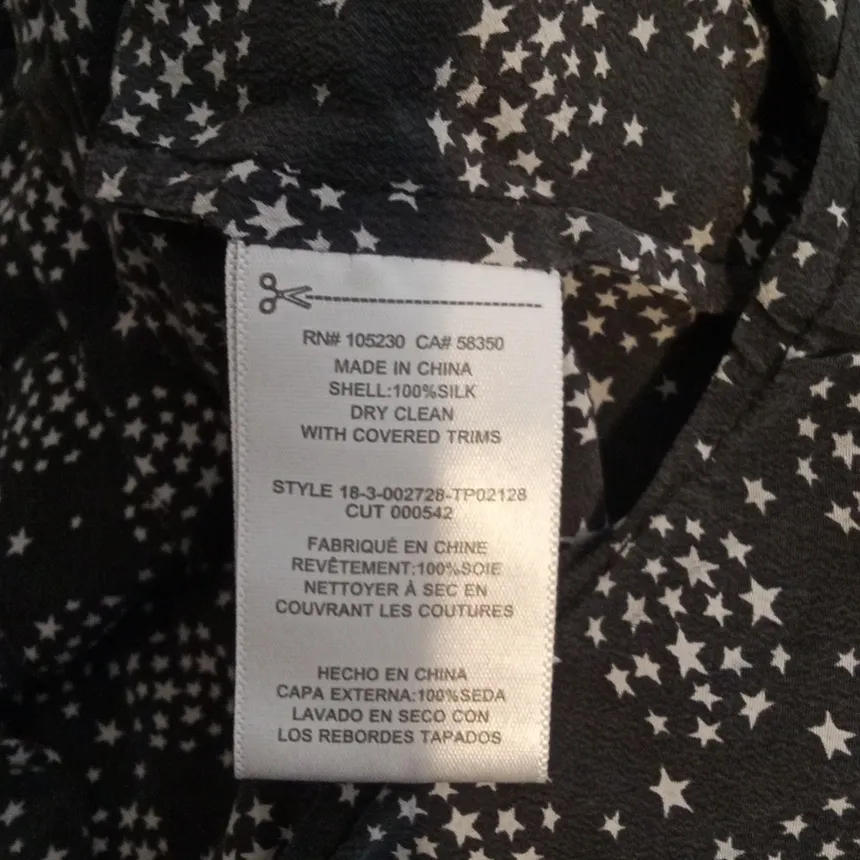 RN# 105230 CA# 58350
MADE IN CHINA
SHELL:100%SILK
DRY CLEAN
WITH COVERED TRIMS
STYLE 18-3-002728-TP02128
CUT 000542
FABRIQUÉ EN CHINE
REVÊTEMENT:100%SOIE
NETTOYER À SEC EN
COUVRANT LES COUTURES
HECHO EN CHINA
CAPA EXTERNA:100%SEDA
LAVADO EN SECO CON
LOS REBORDES TAPADOS